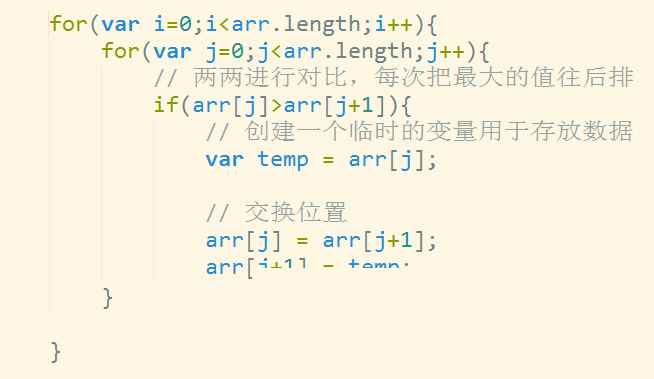 for(var i=0;i<arr.length;i++){
for(var j=0;j<arr.length;j++){
// 两两进行对比，每次把最大的值往后排
if(arr[j]>arr[j+1]){
// 创建一个临时的变量用于存放数据
var temp = arr[j];
// 交换位置
arr[j] = arr[j+1];
arr[j+1] = temp;
}
}